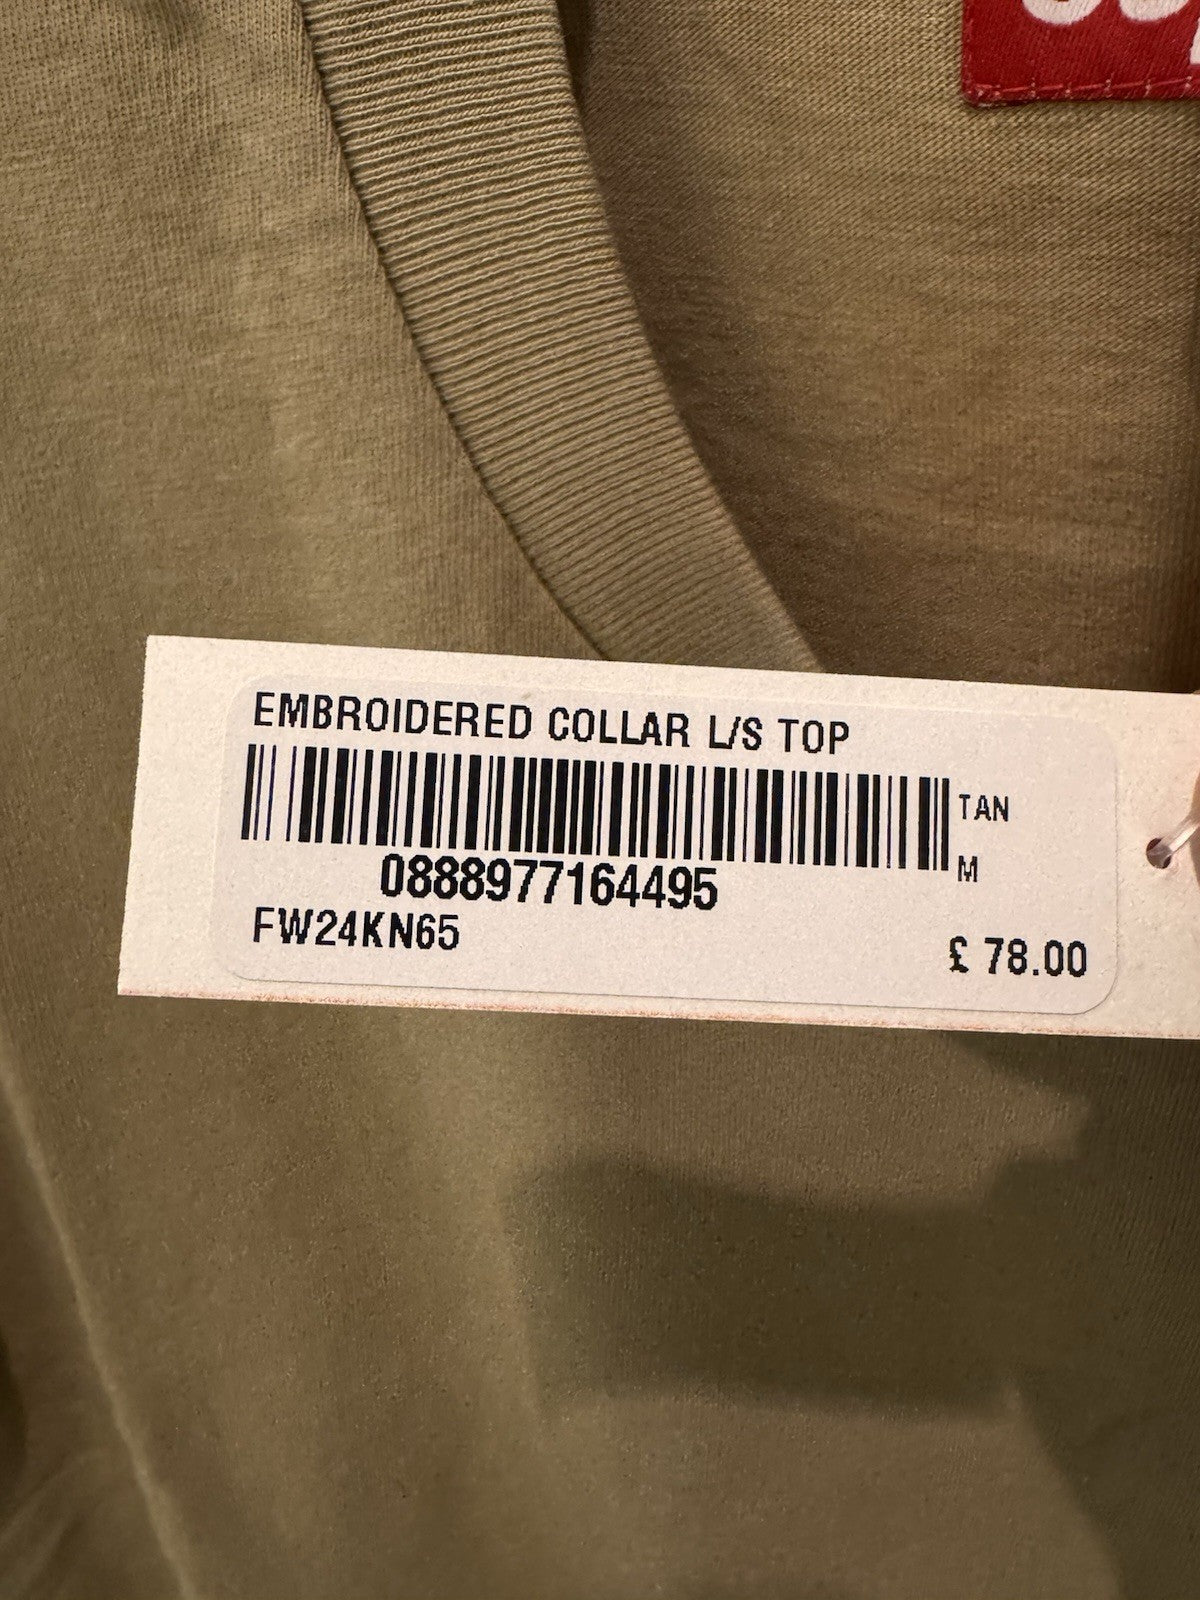 EMBROIDERED COLLAR L/S TOP
TAN
M
0888977164495
FW24KN65
£ 78.00